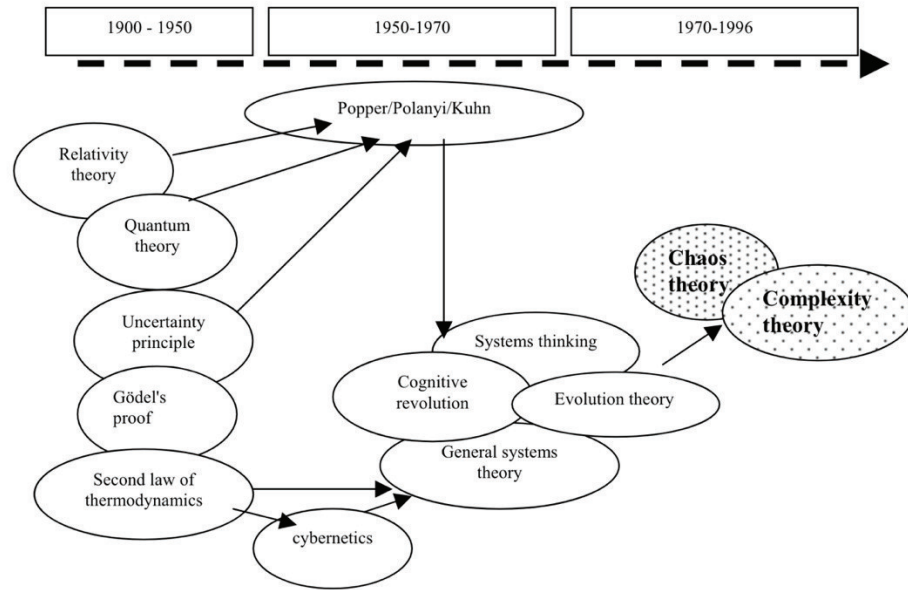 1900 - 1950
1950-1970
1970-1996
Popper/Polanyi/Kuhn
Relativity
theory
Quantum
theory
Chaos
theory
Complexity
theory
Uncertainty
principle
Systems thinking
Cognitive
revolution
Evolution theory
Gödel's
proof
General systems
theory
Second law of
thermodynamics
cybernetics